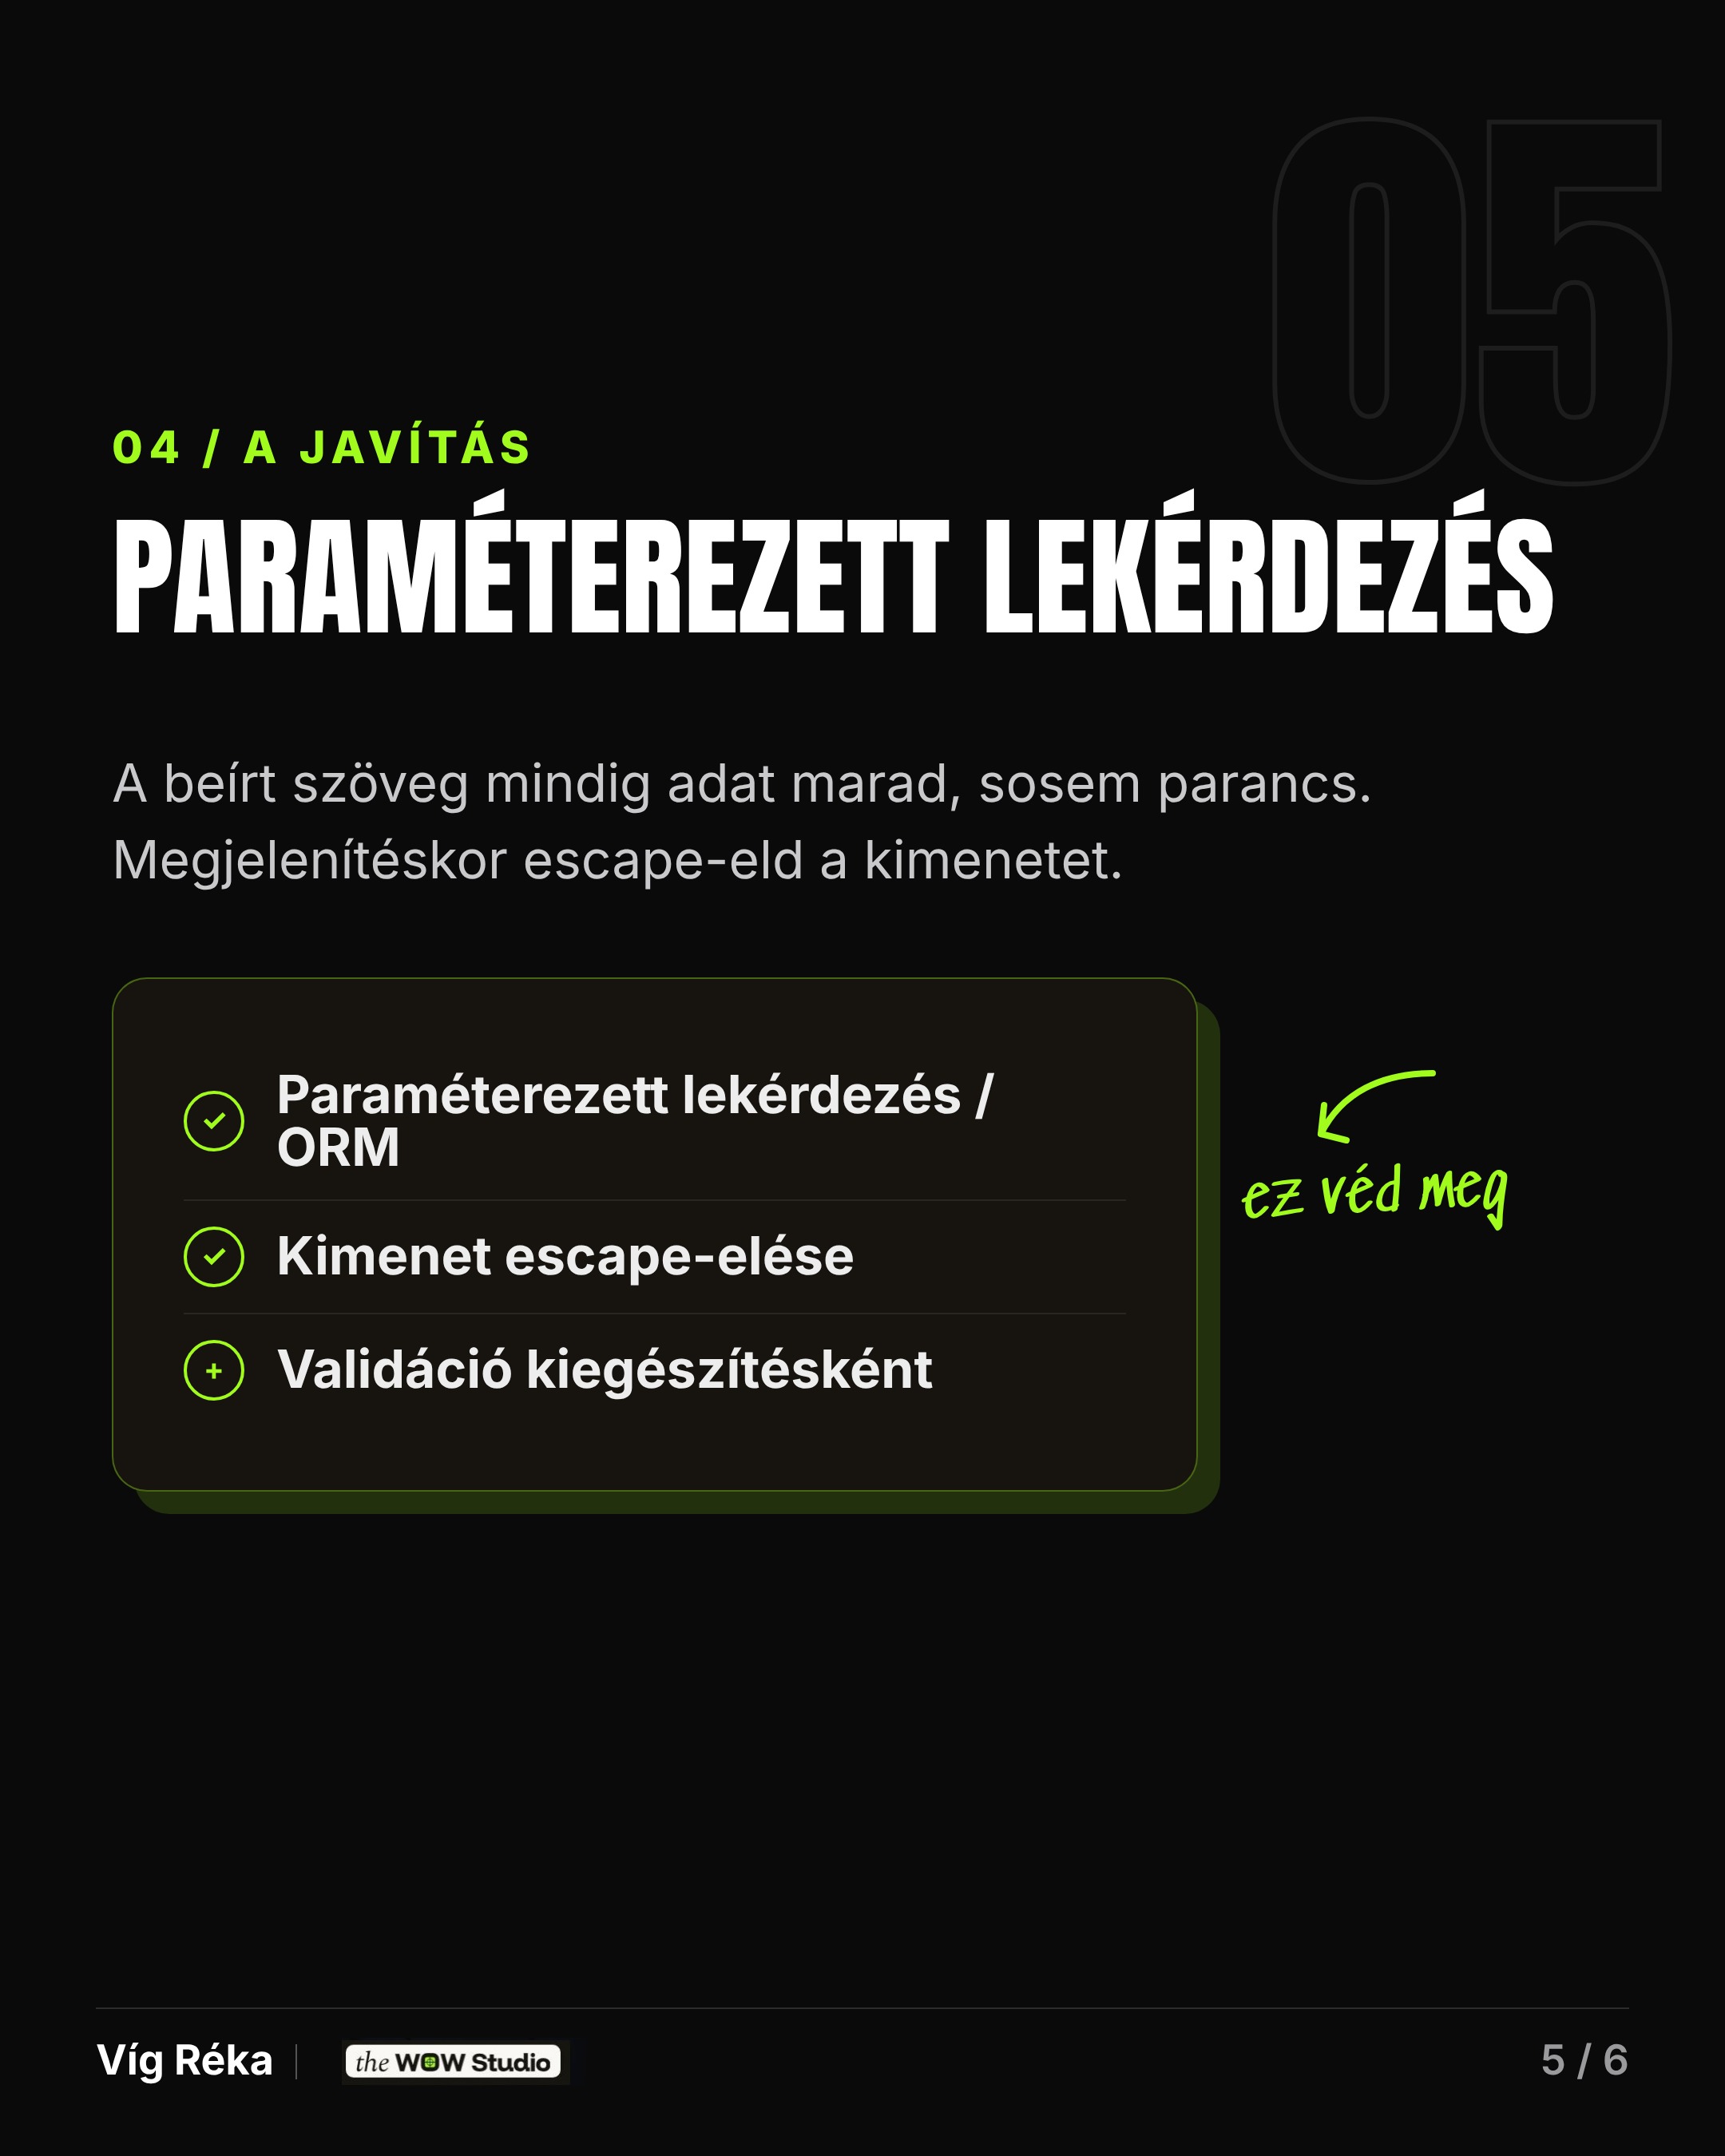 05
04 / A JAVÍTÁS
PARAMÉTEREZETT LEKÉRDEZÉS
A beírt szöveg mindig adat marad, sosem parancs.
Megjelenítéskor escape-eld a kimenetet.
Paraméterezett lekérdezés /
ORM
Kimenet escape-elése
Validáció kiegészítésként
ez véd meg
Víg Réka
the WOW Studio
5 / 6